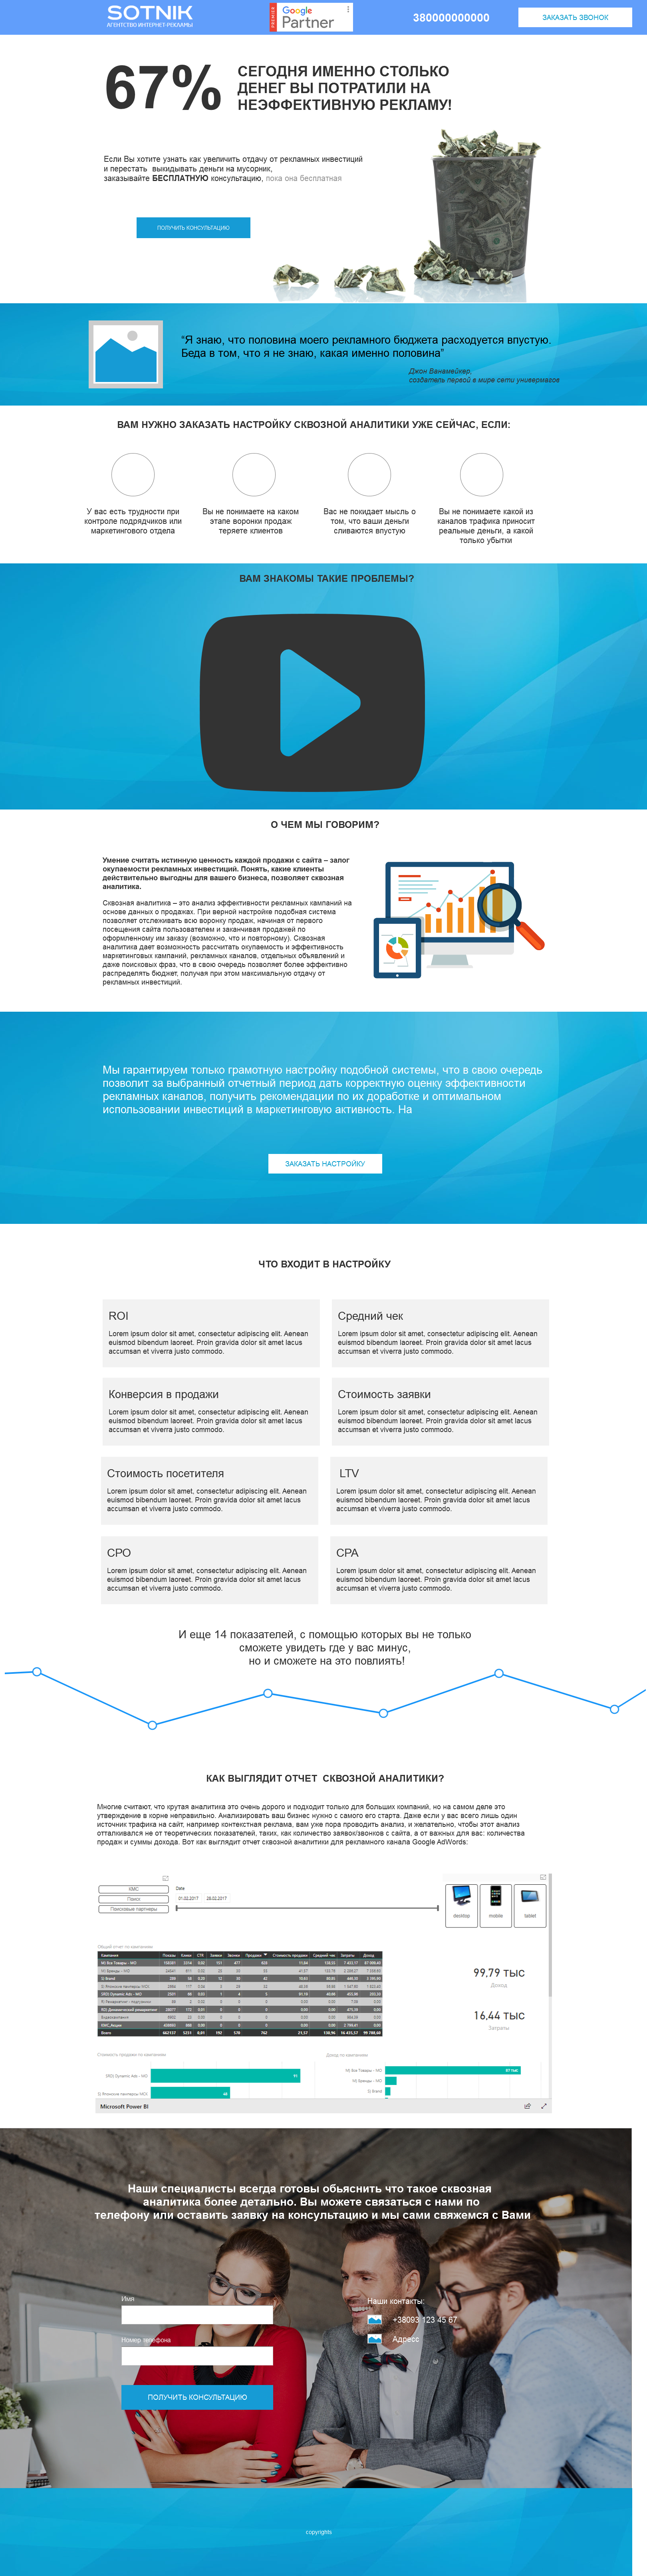 SOTNIK
АГЕНТСТВО ИНТЕРНЕТ-РЕКЛАМЫ
PREMIER
Google
Partner
380000000000
ЗАКАЗАТЬ ЗВОНОК
67%
СЕГОДНЯ ИМЕННО СТОЛЬКО
ДЕНЕГ ВЫ ПОТРАТИЛИ НА
НЕЭФФЕКТИВНУЮ РЕКЛАМУ!
Если Вы хотите узнать как увеличить отдачу от рекламных инвестиций
и перестать выкидывать деньги на мусорник,
заказывайте БЕСПЛАТНУЮ консультацию, пока она бесплатная
ПОЛУЧИТЬ КОНСУЛЬТАЦИЮ
“Я знаю, что половина моего рекламного бюджета расходуется впустую.
Беда в том, что я не знаю, какая именно половина”
Джон Ванамейкер,
создатель первой в мире сети универмагов
ВАМ НУЖНО ЗАКАЗАТЬ НАСТРОЙКУ СКВОЗНОЙ АНАЛИТИКИ УЖЕ СЕЙЧАС, ЕСЛИ:
У вас есть трудности при
контроле подрядчиков или
маркетингового отдела
Вы не понимаете на каком
этапе воронки продаж
теряете клиентов
Вас не покидает мысль о
том, что ваши деньги
сливаются впустую
Вы не понимаете какой из
каналов трафика приносит
реальные деньги, а какой
только убытки
ВАМ ЗНАКОМЫ ТАКИЕ ПРОБЛЕМЫ?
О ЧЕМ МЫ ГОВОРИМ?
Умение считать истинную ценность каждой продажи с сайта – залог
окупаемости рекламных инвестиций. Понять, какие клиенты
действительно выгодны для вашего бизнеса, позволяет сквозная
аналитика.
Сквозная аналитика – это анализ эффективности рекламных кампаний на
основе данных о продажах. При верной настройке подобная система
позволяет отслеживать всю воронку продаж, начиная от первого
посещения сайта пользователем и заканчивая продажей по
оформленному им заказу (возможно, что и повторному). Сквозная
аналитика дает возможность рассчитать окупаемость и эффективность
маркетинговых кампаний, рекламных каналов, отдельных объявлений и
даже поисковых фраз, что в свою очередь позволяет более эффективно
распределять бюджет, получая при этом максимальную отдачу от
рекламных инвестиций.
Мы гарантируем только грамотную настройку подобной системы, что в свою очередь
позволит за выбранный отчетный период дать корректную оценку эффективности
рекламных каналов, получить рекомендации по их доработке и оптимальном
использовании инвестиций в маркетинговую активность. На
ЗАКАЗАТЬ НАСТРОЙКУ
ЧТО ВХОДИТ В НАСТРОЙКУ
ROI
Lorem ipsum dolor sit amet, consectetur adipiscing elit. Aenean
euismod bibendum laoreet. Proin gravida dolor sit amet lacus
accumsan et viverra justo commodo.
Средний чек
Lorem ipsum dolor sit amet, consectetur adipiscing elit. Aenean
euismod bibendum laoreet. Proin gravida dolor sit amet lacus
accumsan et viverra justo commodo.
Конверсия в продажи
Lorem ipsum dolor sit amet, consectetur adipiscing elit. Aenean
euismod bibendum laoreet. Proin gravida dolor sit amet lacus
accumsan et viverra justo commodo.
Стоимость заявки
Lorem ipsum dolor sit amet, consectetur adipiscing elit. Aenean
euismod bibendum laoreet. Proin gravida dolor sit amet lacus
accumsan et viverra justo commodo.
Стоимость посетителя
Lorem ipsum dolor sit amet, consectetur adipiscing elit. Aenean
euismod bibendum laoreet. Proin gravida dolor sit amet lacus
accumsan et viverra justo commodo.
LTV
Lorem ipsum dolor sit amet, consectetur adipiscing elit. Aenean
euismod bibendum laoreet. Proin gravida dolor sit amet lacus
accumsan et viverra justo commodo.
CPO
Lorem ipsum dolor sit amet, consectetur adipiscing elit. Aenean
euismod bibendum laoreet. Proin gravida dolor sit amet lacus
accumsan et viverra justo commodo.
CPA
Lorem ipsum dolor sit amet, consectetur adipiscing elit. Aenean
euismod bibendum laoreet. Proin gravida dolor sit amet lacus
accumsan et viverra justo commodo.
И еще 14 показателей, с помощью которых вы не только
сможете увидеть где у вас минус,
но и сможете на это повлиять!
КАК ВЫГЛЯДИТ ОТЧЕТ СКВОЗНОЙ АНАЛИТИКИ?
Многие считают, что крутая аналитика это очень дорого и подходит только для больших компаний, но на самом деле это
утверждение в корне неправильно. Анализировать ваш бизнес нужно с самого его старта. Даже если у вас всего лишь один
источник трафика на сайт, например контекстная реклама, вам уже пора проводить анализ, и желательно, чтобы этот анализ
отталкивался не от теоретических показателей, таких, как количество заявок/звонков с сайта, а от важных для вас: количества
продаж и суммы дохода. Вот как выглядит отчет сквозной аналитики для рекламного канала Google AdWords:
КМС
Поиск
Поисковые партнеры
Date
01.02.2017 28.02.2017
desktop
mobile
tablet
Общий отчет по кампаниям
Кампания Показы Клики CTR Заявки Звонки Продажи Стоимость продажи Средний чек Затраты Доход
99,79 тыс
Доход
16,44 тыс
Затраты
Стоимость продажи по кампаниям
Доход по кампаниям
Microsoft Power BI
Наши специалисты всегда готовы обьяснить что такое сквозная
аналитика более детально. Вы можете связаться с нами по
телефону или оставить заявку на консультацию и мы сами свяжемся с Вами
Имя
Номер телефона
ПОЛУЧИТЬ КОНСУЛЬТАЦИЮ
Наши контакты:
+38093 123 45 67
Адресс
copyrights